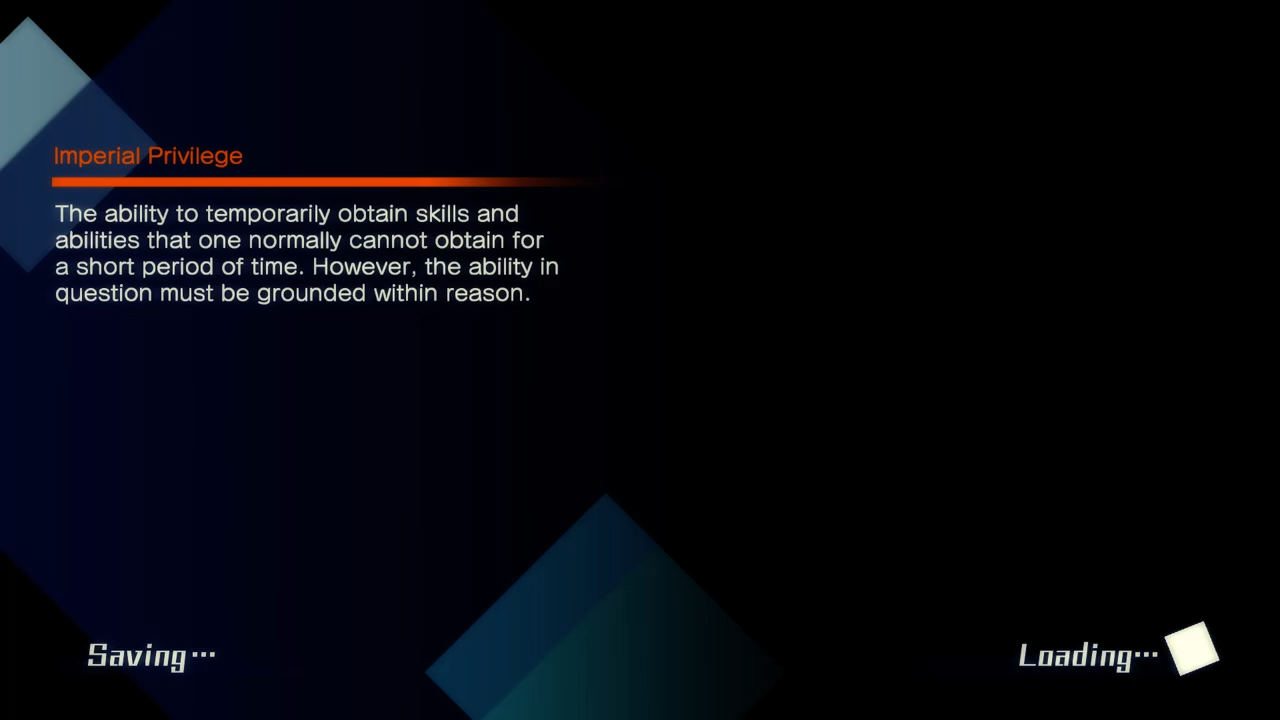 Imperial Privilege
The ability to temporarily obtain skills and
abilities that one normally cannot obtain for
a short period of time. However, the ability in
question must be grounded within reason.
Saving…
Loading…